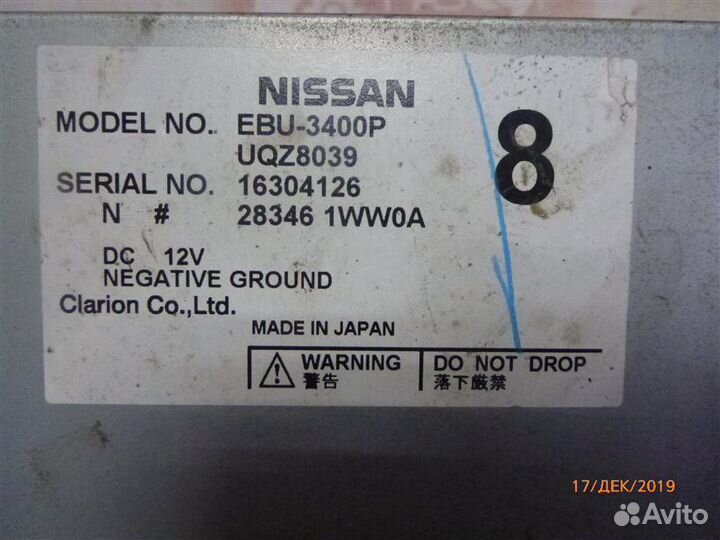 NISSAN
MODEL NO. EBU-3400P
UQZ8039
8
SERIAL NO. 16304126
N # 28346 1WW0A
DC 12V
NEGATIVE GROUND
Clarion Co.,Ltd.
MADE IN JAPAN
WARNING
警告
DO NOT DROP
落下厳禁
17/ДЕК/2019
Avito